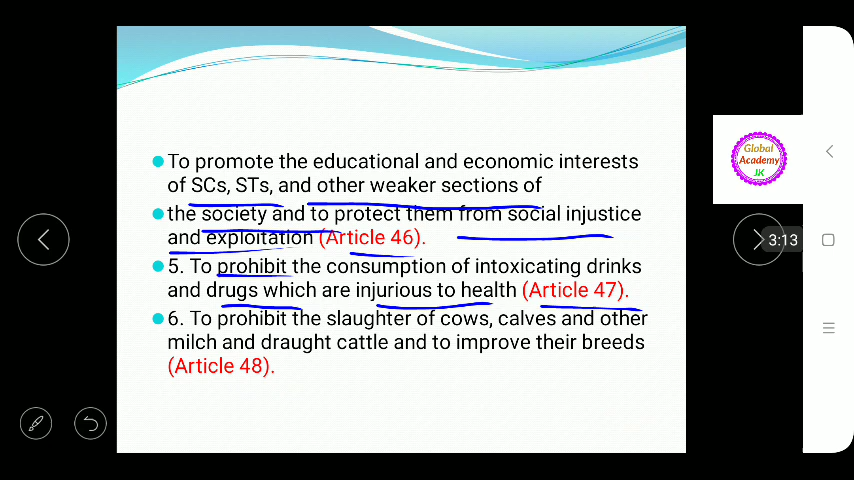 To promote the educational and economic interests
of SCs, STs, and other weaker sections of
the society and to protect them from social injustice
and exploitation (Article 46).
5. To prohibit the consumption of intoxicating drinks
and drugs which are injurious to health (Article 47).
6. To prohibit the slaughter of cows, calves and other
milch and draught cattle and to improve their breeds
(Article 48).
Global
Academy
JK
3:13